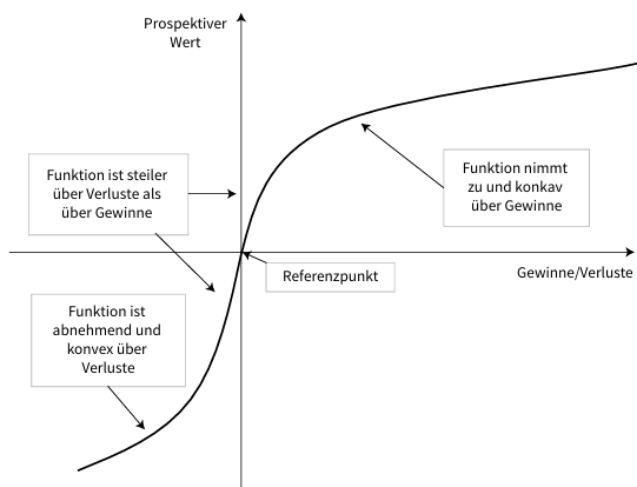 Prospektiver
Wert
Funktion ist steiler
über Verluste als
über Gewinne
Funktion nimmt
zu und konkav
über Gewinne
Referenzpunkt
Gewinne/Verluste
Funktion ist
abnehmend und
konvex über
Verluste